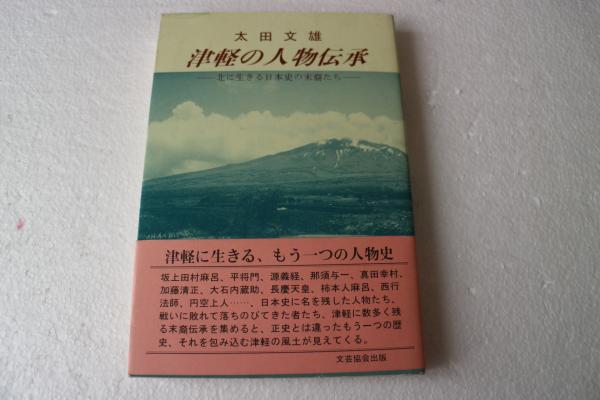 太田文雄
津軽の人物伝承
―北に生きる日本史の末裔たち―
津軽に生きる、もう一つの人物史
坂上田村麻呂、平将門、源義経、那須与一、真田幸村、
加藤清正、大石内蔵助、長慶天皇、柿本人麻呂、西行
法師、円空上人……、日本史に名を残した人物たち、
戦いに敗れて落ちのびてきた者たち、津軽に数多く残
る末裔伝承を集めると、正史とは違ったもう一つの歴
史、それを包み込む津軽の風土が見えてくる。
文芸協会出版